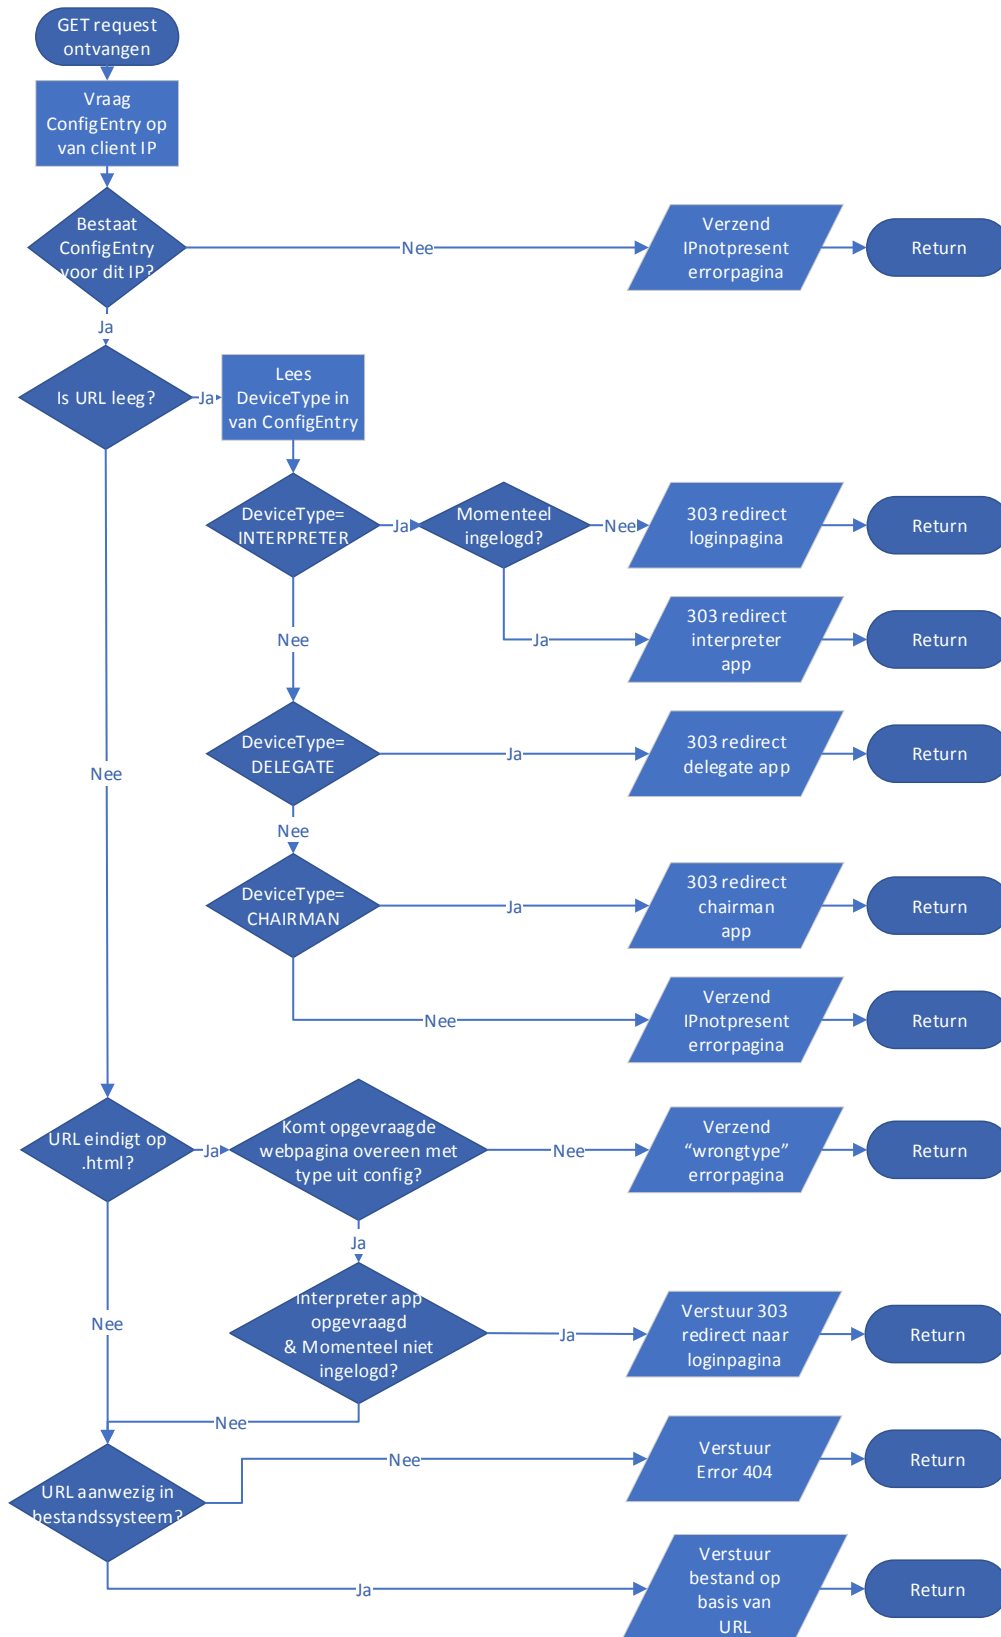 GET request
ontvangen
Vraag
ConfigEntry op
van client IP
Bestaat
ConfigEntry
voor dit IP?
Nee
Verzend
IPnotpresent
errorpagina
Return
Ja
Is URL leeg?
Ja
Lees
DeviceType in
van ConfigEntry
DeviceType=
INTERPRETER
Ja
Momenteel
ingelogd?
Nee
303 redirect
loginpagina
Return
Ja
303 redirect
interpreter
app
Return
Nee
DeviceType=
DELEGATE
Ja
303 redirect
delegate app
Return
Nee
Nee
DeviceType=
CHAIRMAN
Ja
303 redirect
chairman
app
Return
Nee
Verzend
IPnotpresent
errorpagina
Return
URL eindigt op
.html?
Ja
Komt opgevraagde
webpagina overeen met
type uit config?
Nee
Verzend
“wrongtype”
errorpagina
Return
Ja
Interpreter app
opgevraagd
& Momenteel niet
ingelogd?
Ja
Verstuur 303
redirect naar
loginpagina
Return
Nee
Nee
URL aanwezig in
bestandssysteem?
Nee
Verstuur
Error 404
Return
Ja
Verstuur
bestand op
basis van
URL
Return